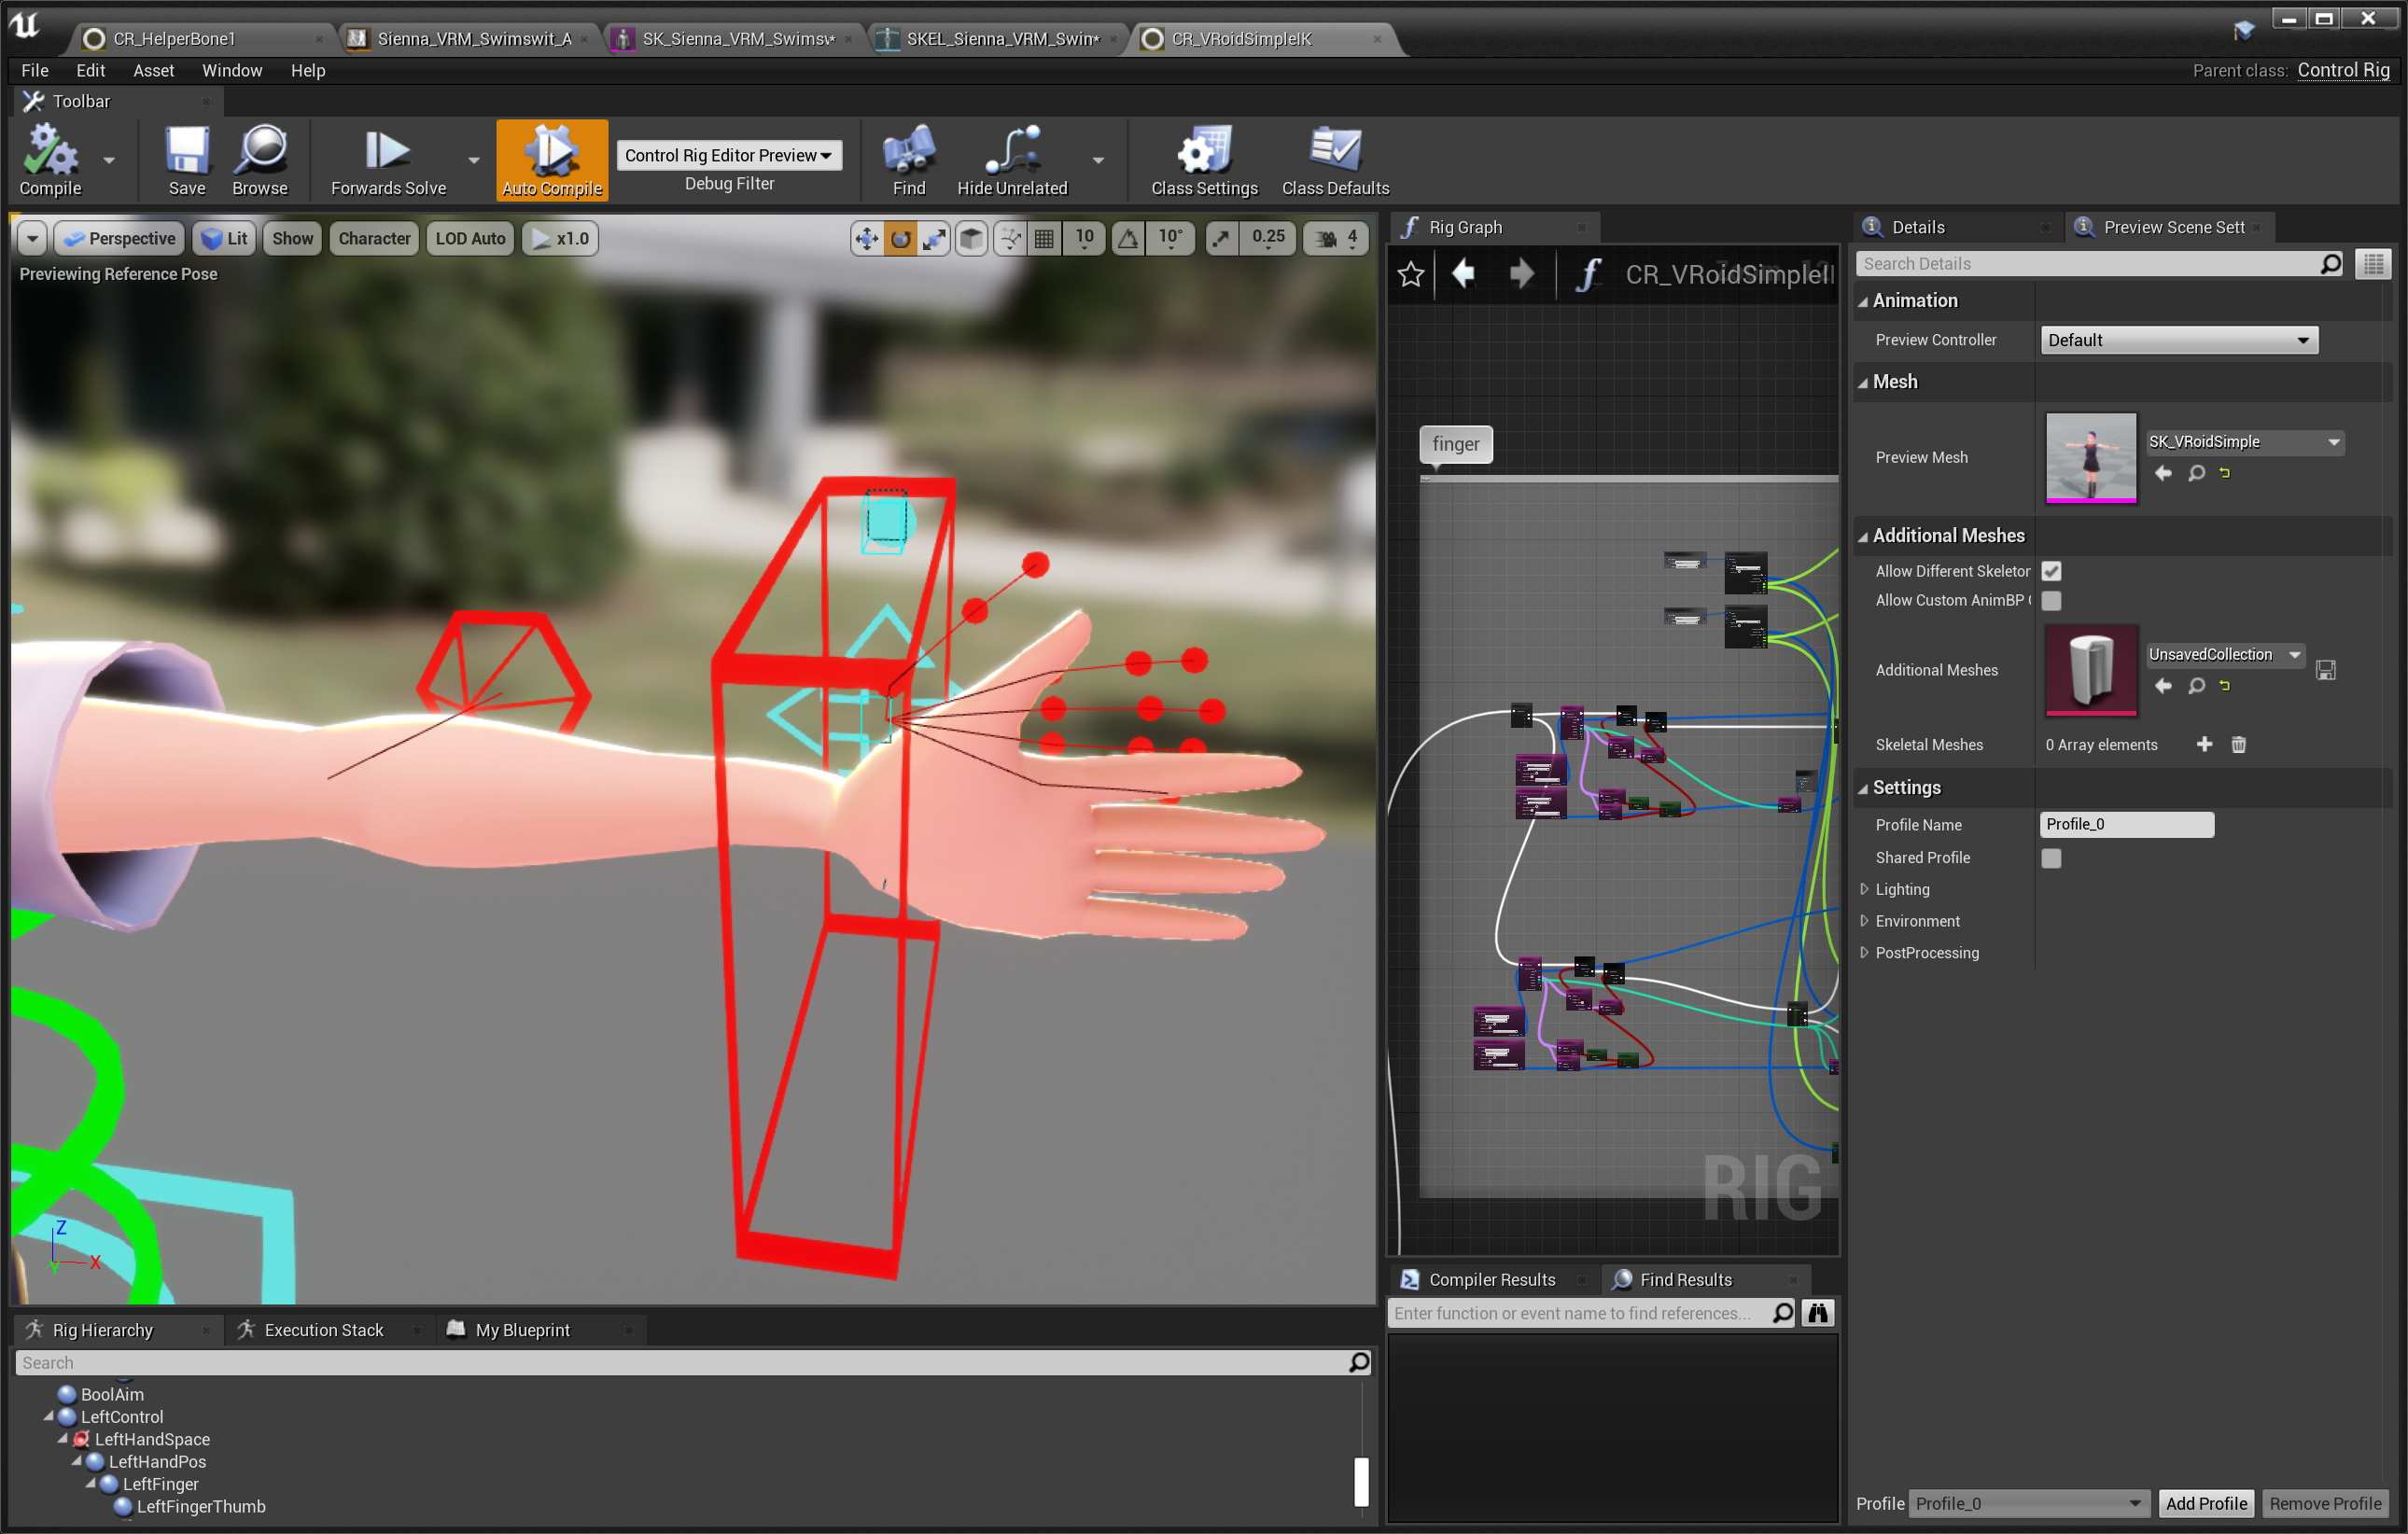 CR_HelperBone1
Sienna_VRM_Swimswit_A
SK_Sienna_VRM_Swimsv*
SKEL_Sienna_VRM_Swin*
CR_VRoidSimpleIK
File Edit Asset Window Help
Parent class: Control Rig
Toolbar
Compile
Save
Browse
Forwards Solve
Auto Compile
Control Rig Editor Preview
Debug Filter
Find
Hide Unrelated
Class Settings
Class Defaults
Perspective
Lit
Show
Character
LOD Auto
x1.0
10
10°
0.25
4
Previewing Reference Pose
Z
X
Y
Rig Graph
CR_VRoidSimpleI
finger
RIG
Compiler Results
Find Results
Enter function or event name to find references...
Details
Preview Scene Sett
Search Details
Animation
Preview Controller
Default
Mesh
Preview Mesh
SK_VRoidSimple
Additional Meshes
Allow Different Skeletor
Allow Custom AnimBP
Additional Meshes
UnsavedCollection
Skeletal Meshes
0 Array elements
Settings
Profile Name
Profile_0
Shared Profile
Lighting
Environment
PostProcessing
Rig Hierarchy
Execution Stack
My Blueprint
Search
BoolAim
LeftControl
LeftHandSpace
LeftHandPos
LeftFinger
LeftFingerThumb
Profile
Profile_0
Add Profile
Remove Profile